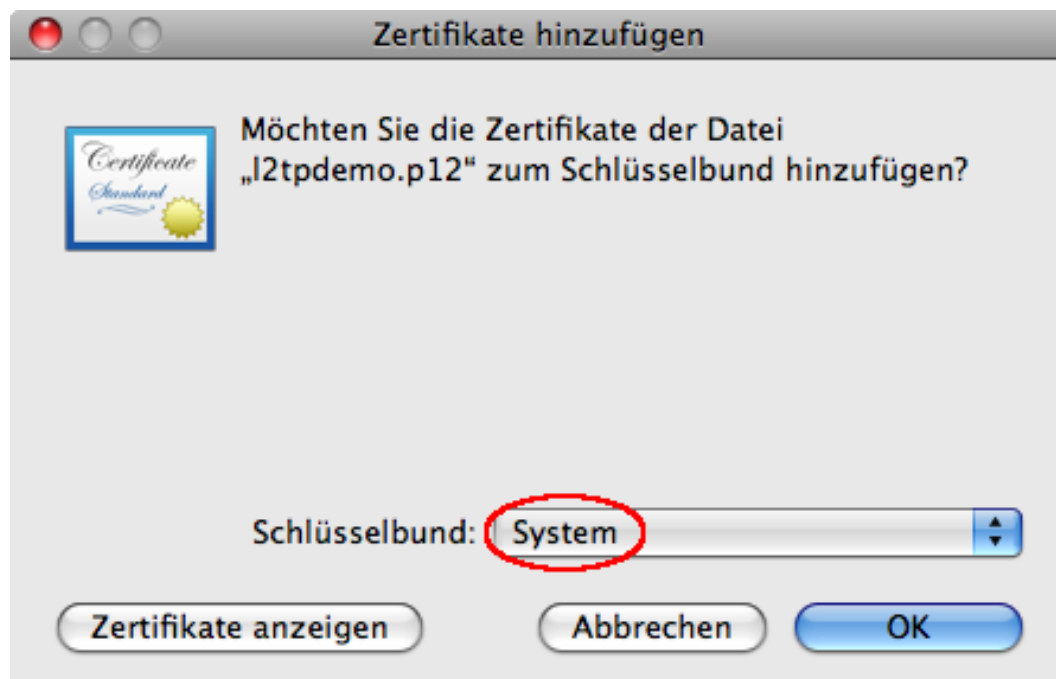 Zertifikate hinzufügen
Möchten Sie die Zertifikate der Datei
„l2tpdemo.p12“ zum Schlüsselbund hinzufügen?
Certificate
Standard
Schlüsselbund: System
Zertifikate anzeigen Abbrechen OK